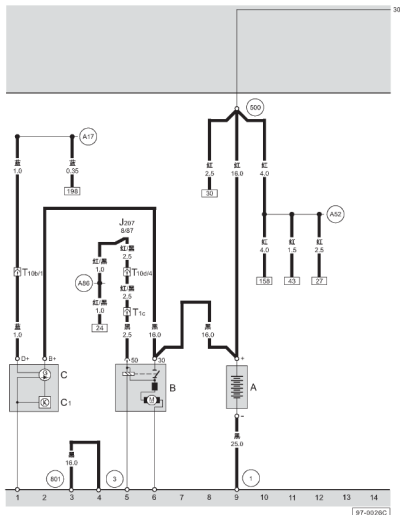 30
500
A17
蓝
0.35
198
蓝
1.0
红
2.5
30
红
16.0
红
4.0
J207
8/87
红/黑
2.5
红/黑
1.0
A86
红/黑
1.0
24
T10b/1
T10d/4
红/黑
2.5
T1c
黑
2.5
黑
16.0
黑
16.0
A52
红
4.0
158
红
1.5
43
红
2.5
27
蓝
1.0
D+
B+
50
30
+
C
C1
B
M
A
-
黑
25.0
黑
16.0
801
3
1
1 2 3 4 5 6 7 8 9 10 11 12 13 14
97-0026C